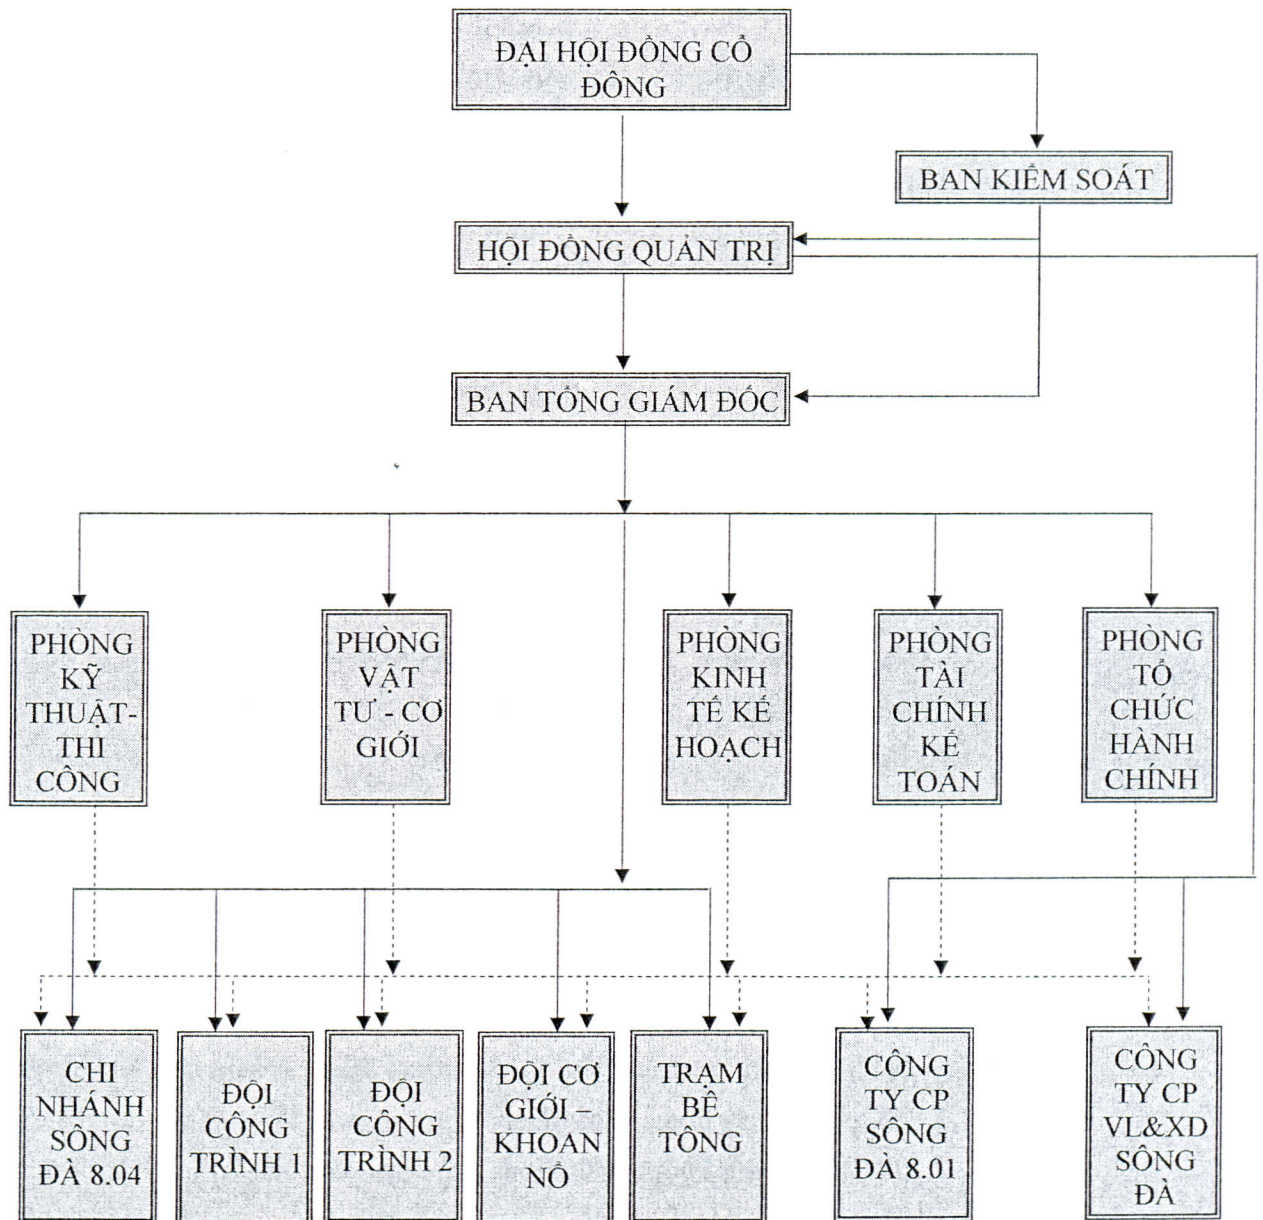 ĐẠI HỘI ĐỒNG CỔ
ĐÔNG
BAN KIỂM SOÁT
HỘI ĐỒNG QUẢN TRỊ
BAN TỔNG GIÁM ĐỐC
PHÒNG
KỸ
THUẬT-
THI
CÔNG
PHÒNG
VẬT
TƯ - CƠ
GIỚI
PHÒNG
KINH
TẾ KẾ
HOẠCH
PHÒNG
TÀI
CHÍNH
KẾ
TOÁN
PHÒNG
TỔ
CHỨC
HÀNH
CHÍNH
CHI
NHÁNH
SÔNG
ĐÀ 8.04
ĐỘI
CÔNG
TRÌNH 1
ĐỘI
CÔNG
TRÌNH 2
ĐỘI CƠ
GIỚI –
KHOAN
NỔ
TRẠM
BÊ
TÔNG
CÔNG
TY CP
SÔNG
ĐÀ 8.01
CÔNG
TY CP
VL&XD
SÔNG
ĐÀ